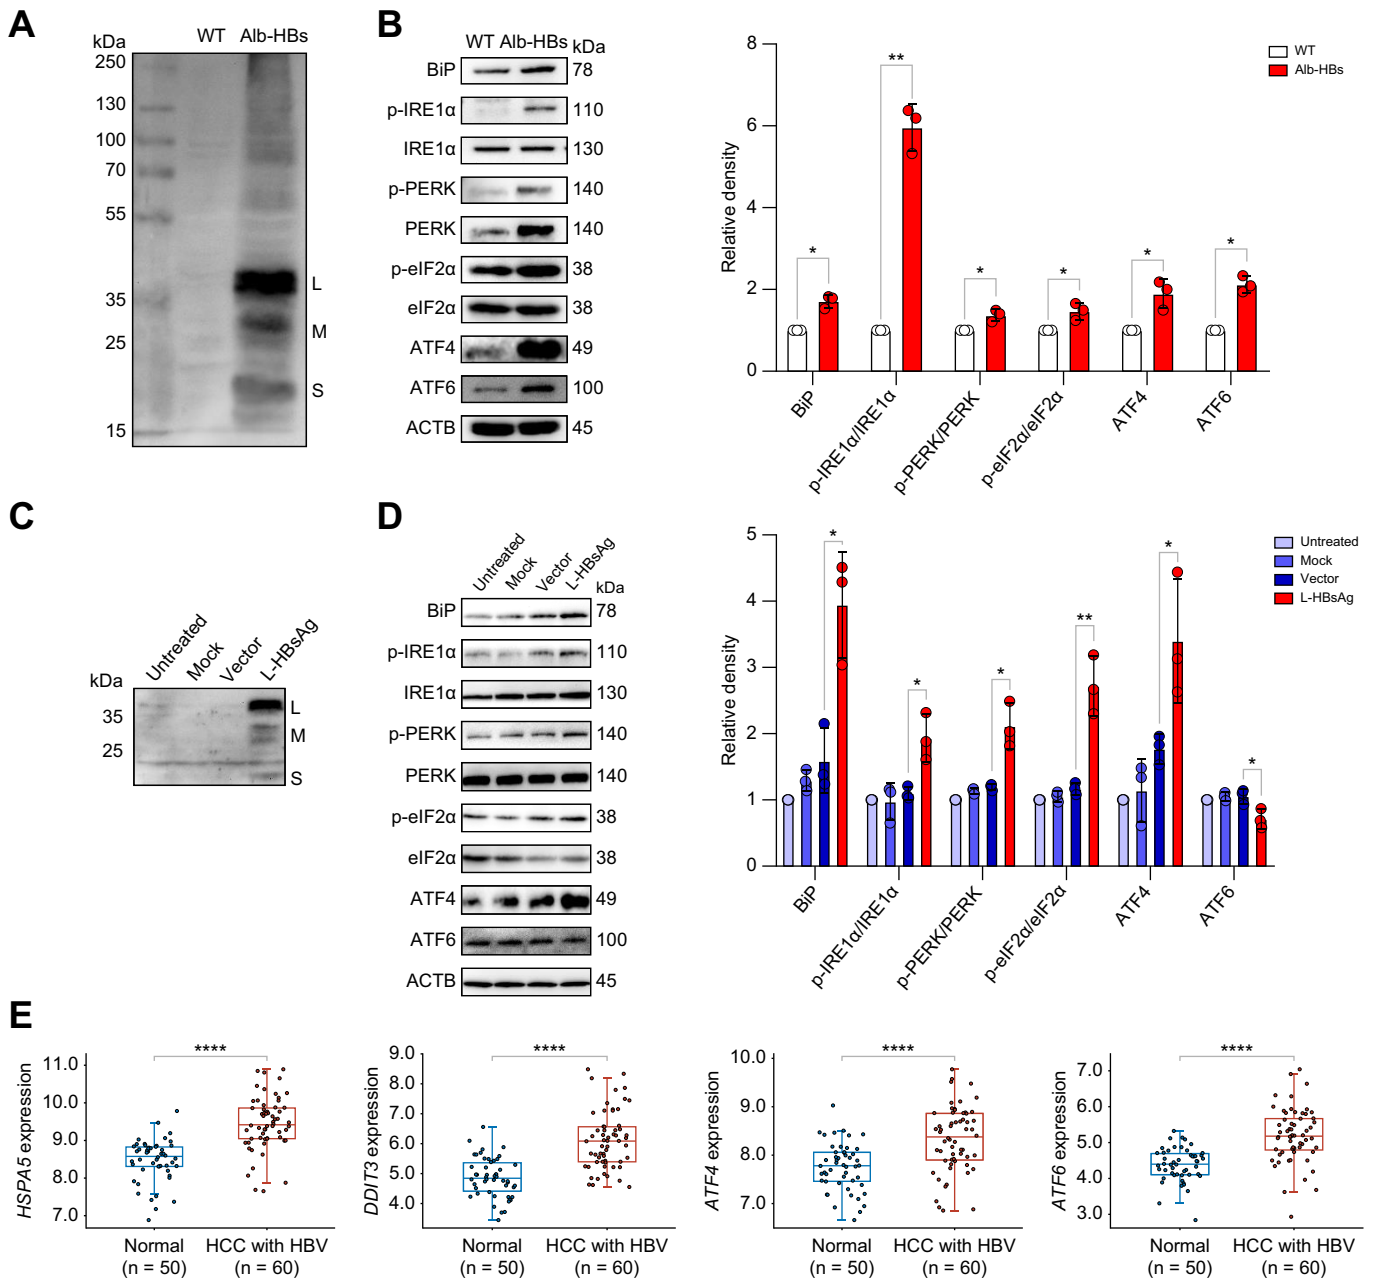 A
kDa
WT Alb-HBs
250
130
100
70
55
35
25
15
L
M
S
B
WT Alb-HBs kDa
BiP 78
p-IRE1α 110
IRE1α 130
p-PERK 140
PERK 140
p-eIF2α 38
eIF2α 38
ATF4 49
ATF6 100
ACTB 45
Relative density
8
6
4
2
0
* ** * * * *
BiP
p-IRE1α/IRE1α
p-PERK/PERK
p-eIF2α/eIF2α
ATF4
ATF6
WT
Alb-HBs
C
Untreated
Mock
Vector
L-HBsAg
kDa
35
25
L
M
S
D
Untreated
Mock
Vector
L-HBsAg
kDa
BiP 78
p-IRE1α 110
IRE1α 130
p-PERK 140
PERK 140
p-eIF2α 38
eIF2α 38
ATF4 49
ATF6 100
ACTB 45
Relative density
5
4
3
2
1
0
* * * ** * *
BiP
p-IRE1α/IRE1α
p-PERK/PERK
p-eIF2α/eIF2α
ATF4
ATF6
Untreated
Mock
Vector
L-HBsAg
E
HSPA5 expression
11.0
10.0
9.0
8.0
7.0
****
Normal
(n = 50)
HCC with HBV
(n = 60)
DDIT3 expression
9.0
8.0
7.0
6.0
5.0
4.0
****
Normal
(n = 50)
HCC with HBV
(n = 60)
ATF4 expression
10.0
9.0
8.0
7.0
****
Normal
(n = 50)
HCC with HBV
(n = 60)
ATF6 expression
7.0
6.0
5.0
4.0
3.0
****
Normal
(n = 50)
HCC with HBV
(n = 60)